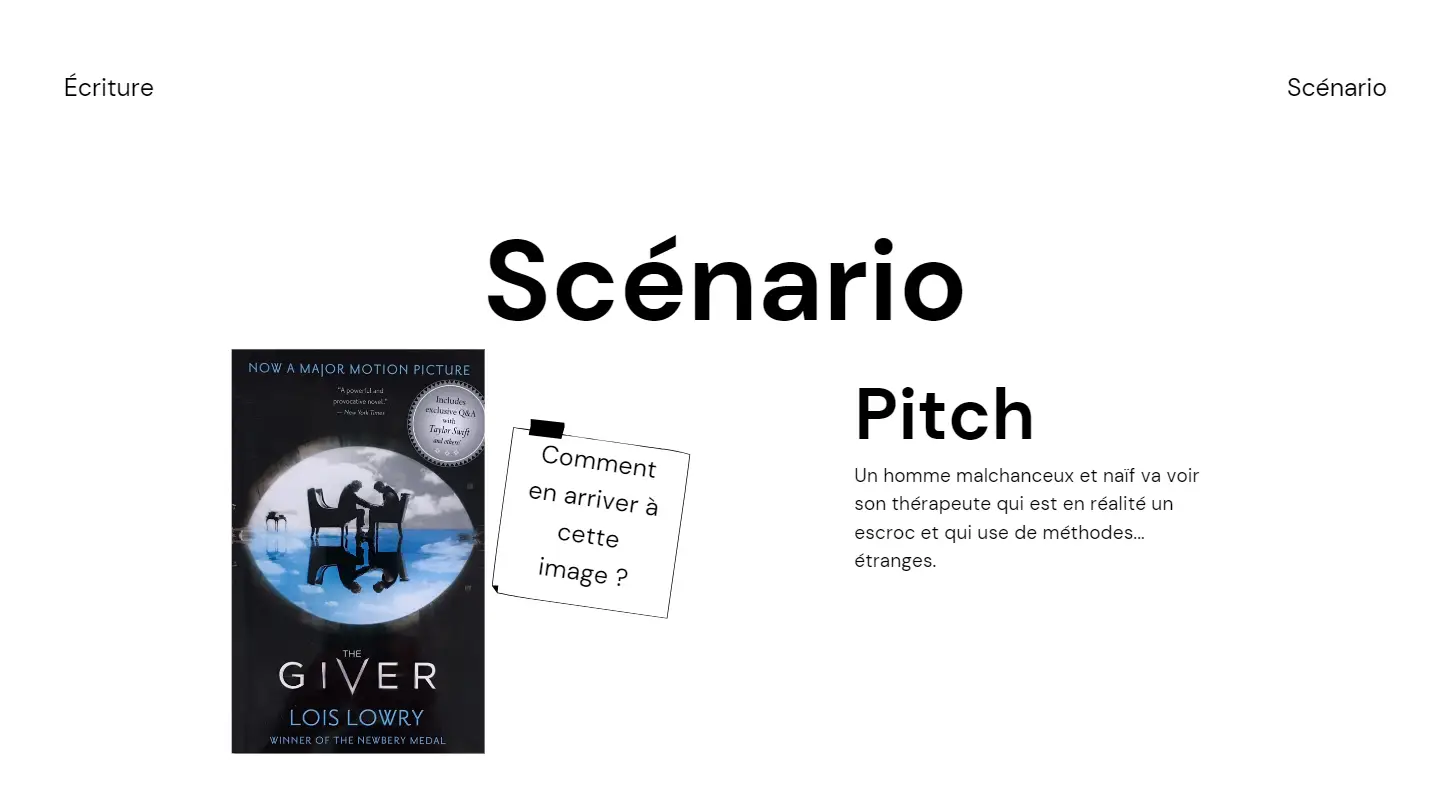 Écriture
Scénario
Scénario
NOW A MAJOR MOTION PICTURE
"A powerful and
provocative novel."
— New York Times
Includes
exclusive Q&A
with
Taylor Swift
and others!
THE
GIVER
LOIS LOWRY
WINNER OF THE NEWBERY MEDAL
Comment
en arriver à
cette
image ?
Pitch
Un homme malchanceux et naïf va voir
son thérapeute qui est en réalité un
escroc et qui use de méthodes...
étranges.